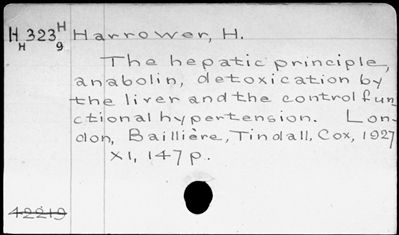 H 323 H Harrower, H.
H 9
The hepatic principle,
anabolin, detoxication by
the liver and the control fun
ctional hypertension. Lon-
don, Baillière, Tindall, Cox, 1927
XI, 147 p.
42219